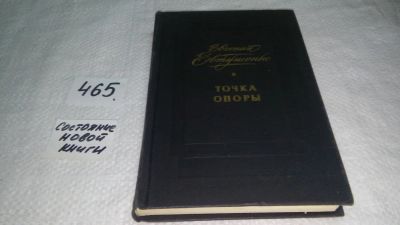 465.
Состояние
новой
книги
Евгений
Евтушенко
ТОЧКА
ОПОРЫ